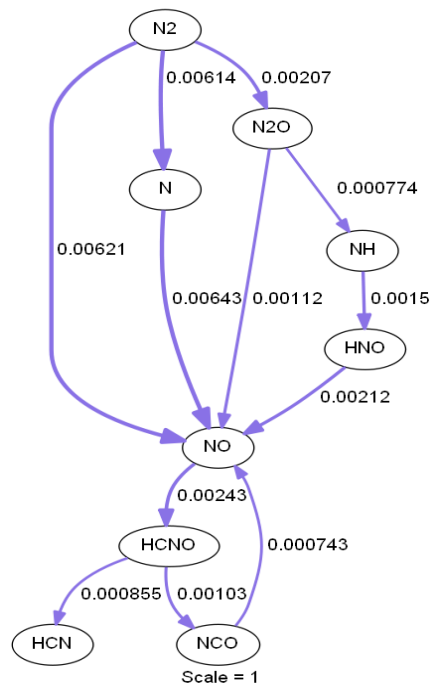 N2
0.00614
0.00207
N2O
N
0.000774
NH
0.00621
0.00643
0.00112
0.0015
HNO
0.00212
NO
0.00243
HCNO
0.000743
0.000855
0.00103
HCN
NCO
Scale = 1